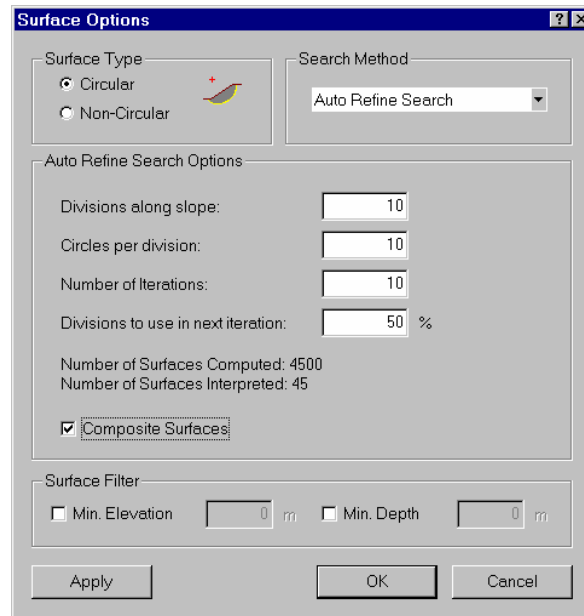 Surface Options
Surface Type
Circular
Non-Circular
Search Method
Auto Refine Search
Auto Refine Search Options
Divisions along slope: 10
Circles per division: 10
Number of Iterations: 10
Divisions to use in next iteration: 50 %
Number of Surfaces Computed: 4500
Number of Surfaces Interpreted: 45
Composite Surfaces
Surface Filter
Min. Elevation 0 m Min. Depth 0 m
Apply OK Cancel